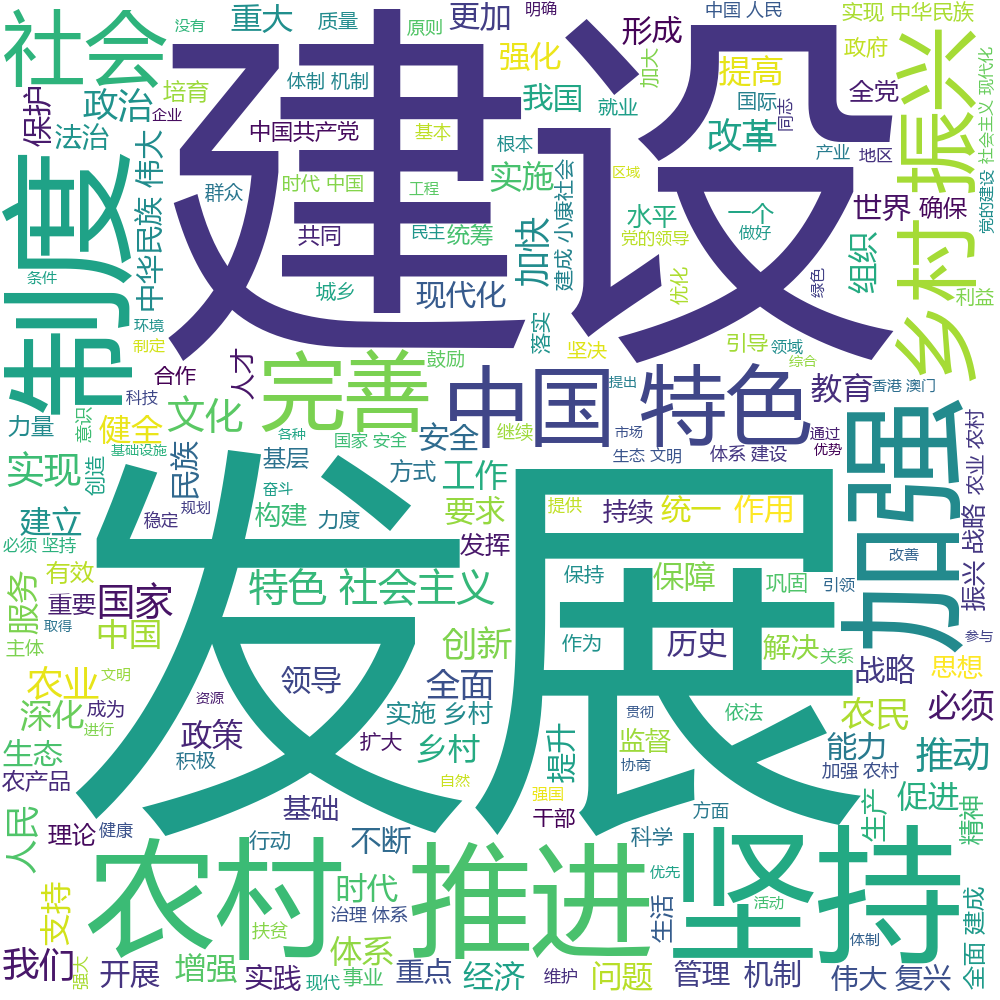 社会
没有
重大
质量
原则
更加
明确
形成
中国 人民
实现 中华民族
政府
建设
强化
加大
提高
国际
全党
现代化
政治
培育
企业
体制 机制
我国
就业
同志
振兴
保护
法治
中国共产党
基本
根本
改革
产业
地区
社会主义
制度
中华民族 伟大
群众
时代 中国
工程
实施
区域
水平
一个
世界
确保
党的建设
共同
民主
统筹
加快
建成 小康社会
党的领导
做好
组织
乡村
条件
城乡
现代化
优化
绿色
利益
环境
制定
落实
坚决
引导
领域
综合
合作
人才
完善
鼓励
中国 特色
提出
教育
香港 澳门
科技
力量
意识
健全
文化
各种
国家 安全
安全
继续
市场
通过
优势
加强
农业 农村
实现
创造
基础设施
民族
基层
方式
工作
生态 文明
体系 建设
奋斗
建立
稳定
规划
构建
力度
要求
提供
持续
统一 作用
战略
必须 坚持
发展
发挥
改善
振兴
服务
有效
重要
国家
特色 社会主义
保持
保障
巩固
引领
取得
主体
中国
创新
作为
历史
解决
关系
参与
农业
文明
领导
全面
战略
思想
深化
成为
资源
进行
政策
实施 乡村
贯彻
依法
农民
必须
生态
积极
扩大
乡村
提升
监督
能力
推动
农产品
自然
协商
加强 农村
强国
人民
理论
健康
基础
干部
方面
生产
促进
精神
行动
不断
科学
农村
推进
坚持
优先
支持
时代
扶贫
治理 体系
生活
活动
全面 建成
体制
我们
强大
开展
增强
实践
体系
现代
事业
重点
经济
维护
问题
管理
机制
伟大 复兴